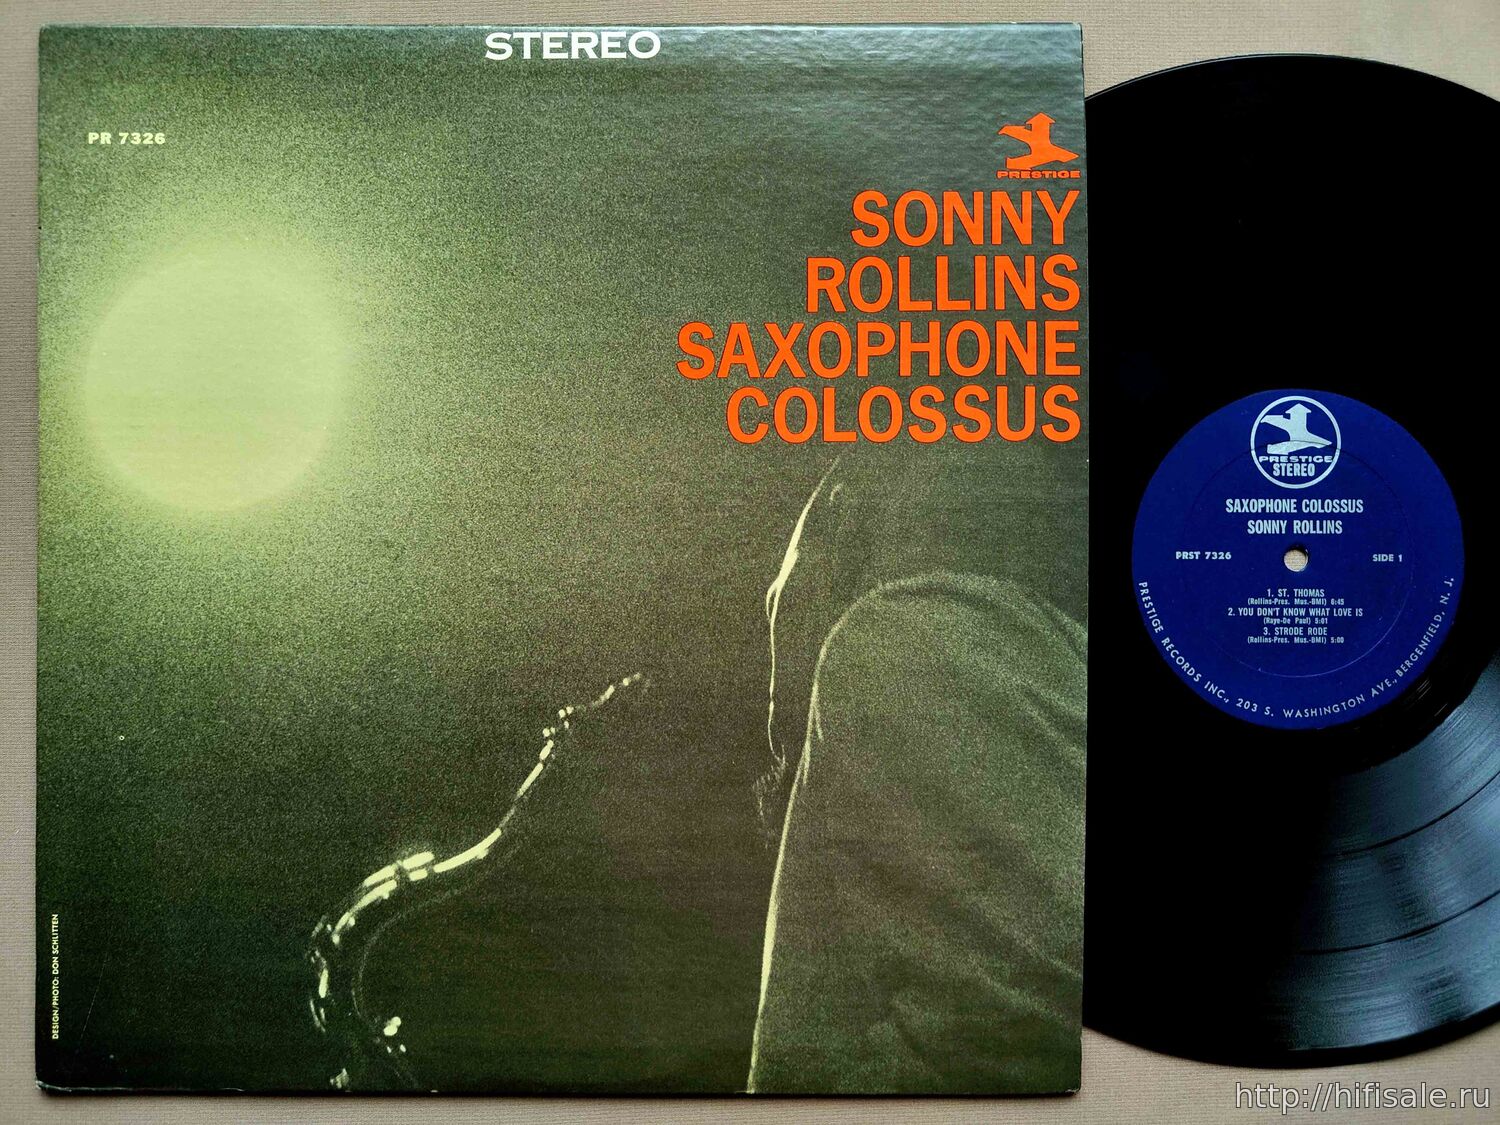 STEREO
PR 7326
PRESTIGE
SONNY
ROLLINS
SAXOPHONE
COLOSSUS
DESIGN/PHOTO: DON SCHLITTEN
PRESTIGE
STEREO
SAXOPHONE COLOSSUS
SONNY ROLLINS
PRST 7326
SIDE 1
1. ST. THOMAS
(Rollins-Pres. Mus.-BMI) 6:45
2. YOU DON'T KNOW WHAT LOVE IS
(Raye-De Paul) 5:01
3. STRODE RODE
(Rollins-Pres. Mus.-BMI) 5:00
PRESTIGE RECORDS INC., 203 S. WASHINGTON AVE., BERGENFIELD, N. J.
http://hifisale.ru